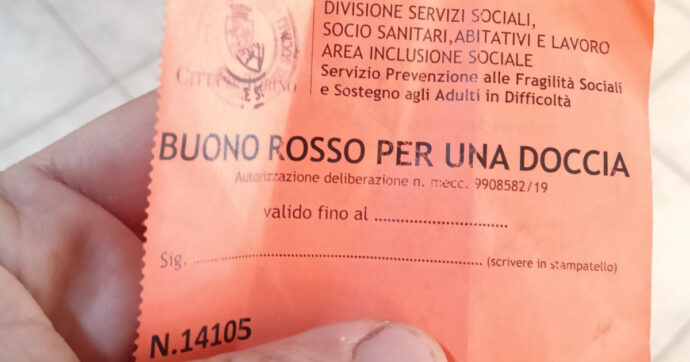 DIVISIONE SERVIZI SOCIALI,
SOCIO SANITARI, ABITATIVI E LAVORO
AREA INCLUSIONE SOCIALE
Servizio Prevenzione alle Fragilità Sociali
e Sostegno agli Adulti in Difficoltà
BUONO ROSSO PER UNA DOCCIA
Autorizzazione deliberazione n. mecc. 9908582/19
valido fino al ..............................
Sig. ........................................................................ (scrivere in stampatello)
N.14105